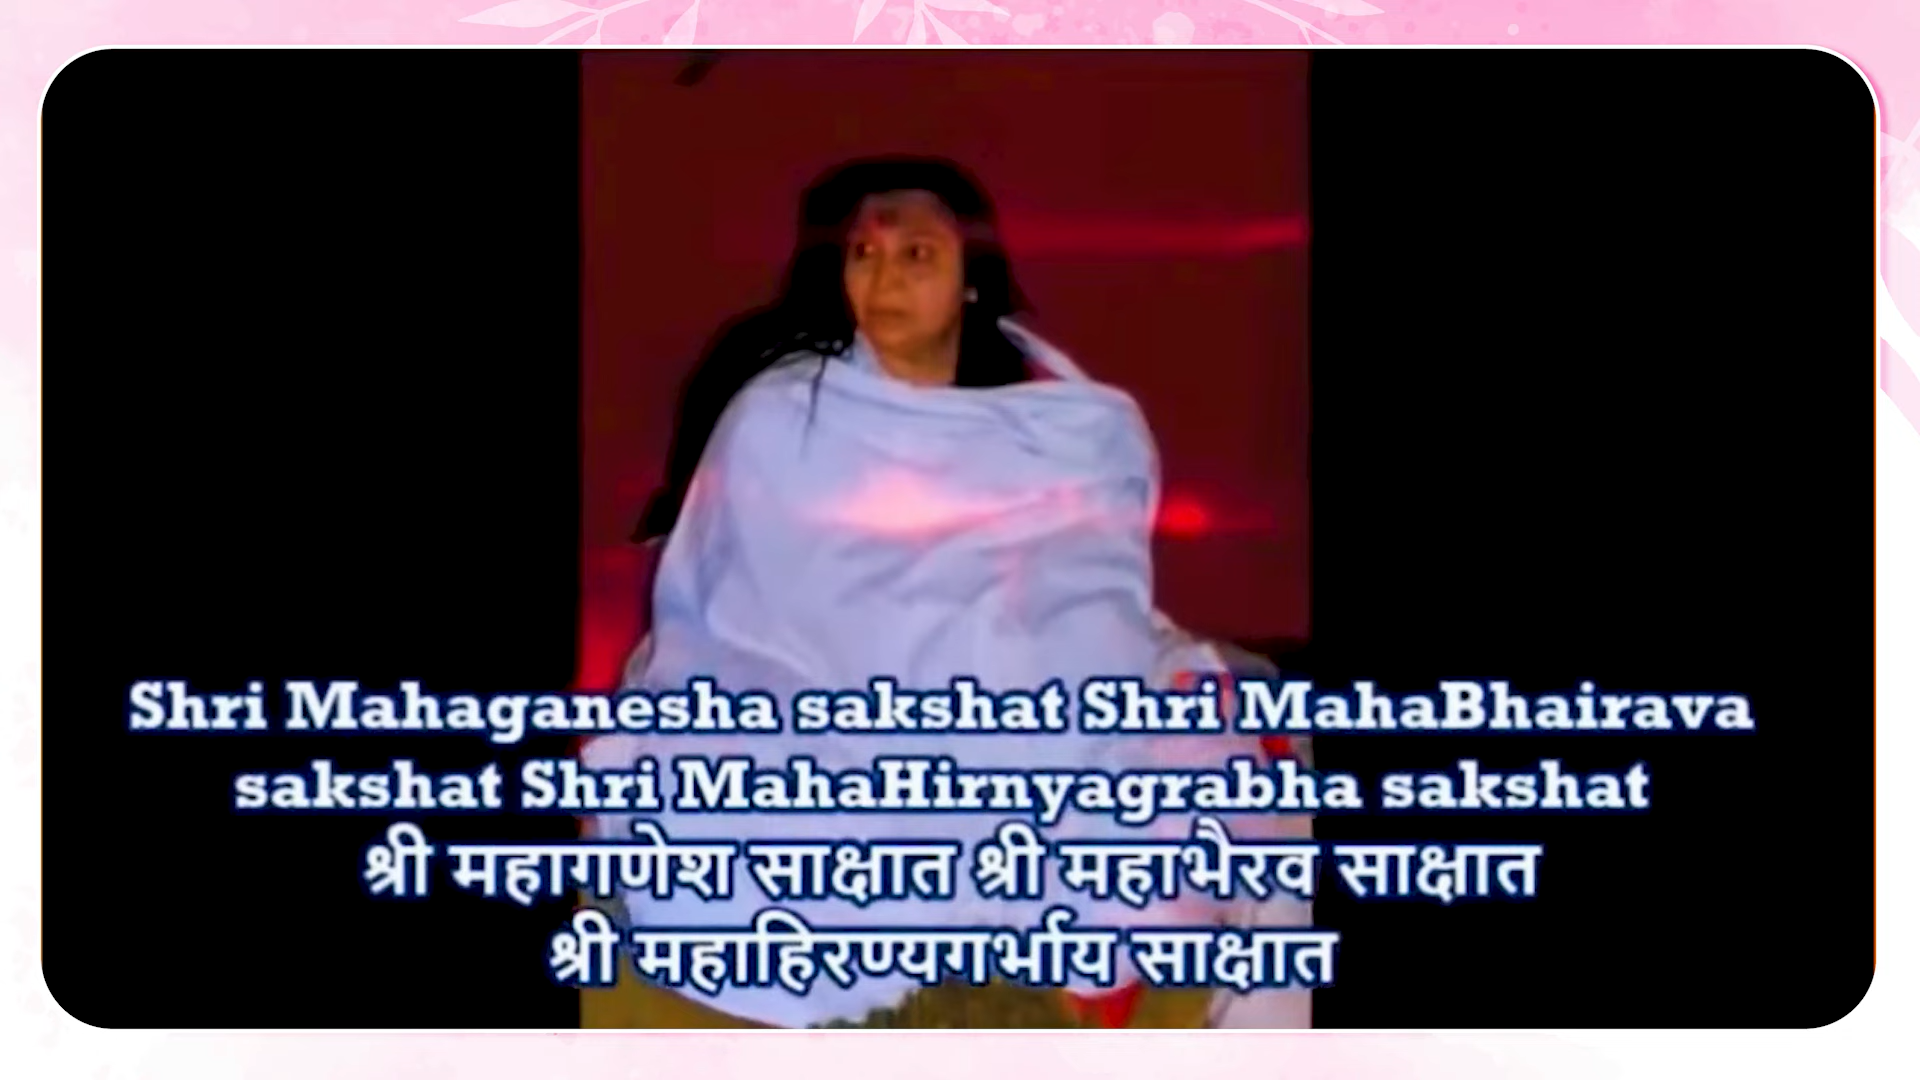 Shri Mahaganesha sakshat Shri MahaBhairava
sakshat Shri MahaHirnyagrabha sakshat
श्री महागणेश साक्षात श्री महाभैरव साक्षात
श्री महाहिरण्यगर्भाय साक्षात